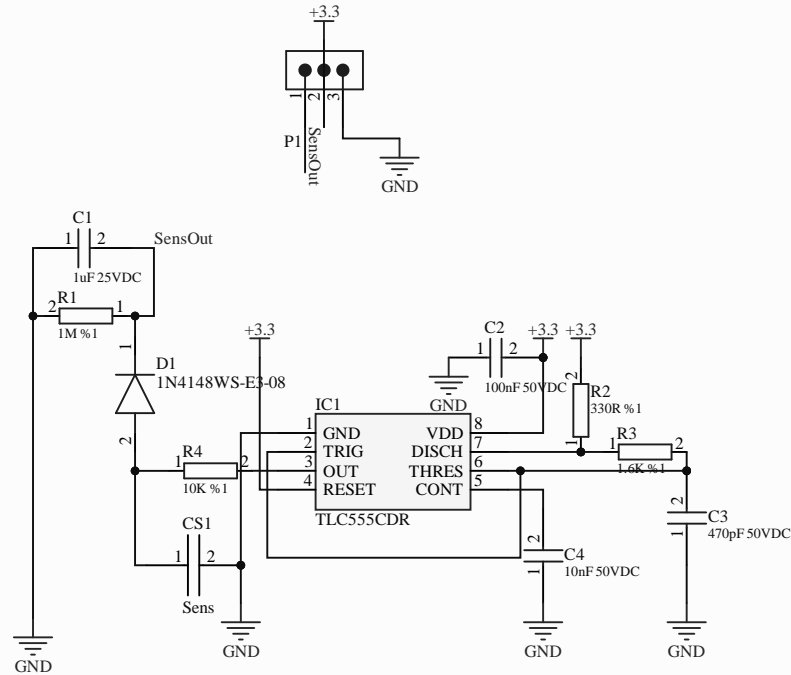 +3.3
1
2
3
P1
SensOut
SensOut
GND
C1
1
2
SensOut
1uF 25VDC
R1
2
1
1M %1
1
D1
1N4148WS-E3-08
2
+3.3
C2
+3.3
+3.3
1
2
100nF 50VDC
GND
2
R2
330R %1
1
IC1
1
GND
VDD
8
2
TRIG
DISCH
7
3
OUT
THRES
6
4
RESET
CONT
5
TLC555CDR
R4
1
2
10K %1
R3
1
2
1.6K %1
CS1
1
2
Sens
2
C3
470pF 50VDC
1
2
C4
10nF 50VDC
1
GND
GND
GND
GND